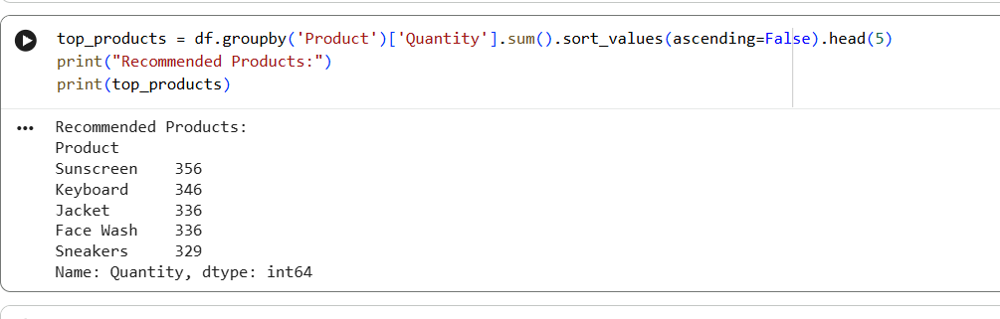 top_products = df.groupby('Product')['Quantity'].sum().sort_values(ascending=False).head(5)
print("Recommended Products:")
print(top_products)
Recommended Products:
Product
Sunscreen    356
Keyboard     346
Jacket       336
Face Wash    336
Sneakers     329
Name: Quantity, dtype: int64